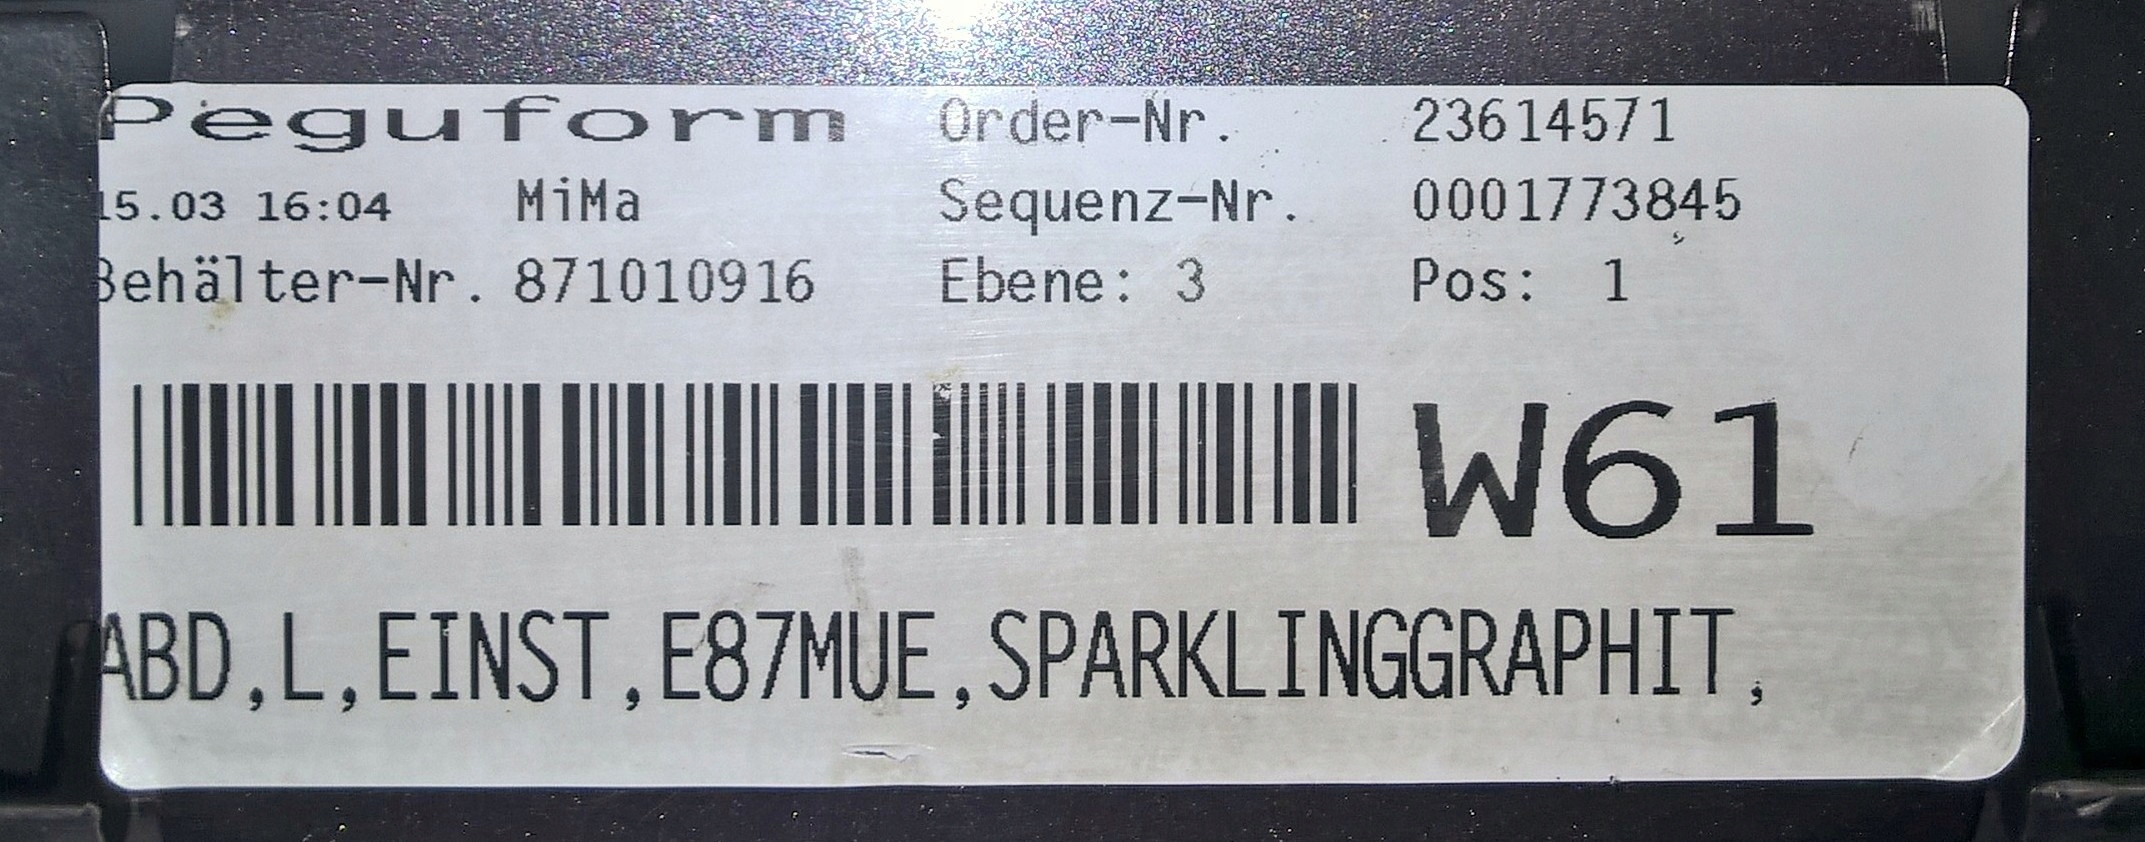 Peguform Order-Nr. 23614571
15.03 16:04 MiMa Sequenz-Nr. 0001773845
Behälter-Nr. 871010916 Ebene: 3 Pos: 1
W61
ABD,L,EINST,E87MUE,SPARKLINGGRAPHIT,